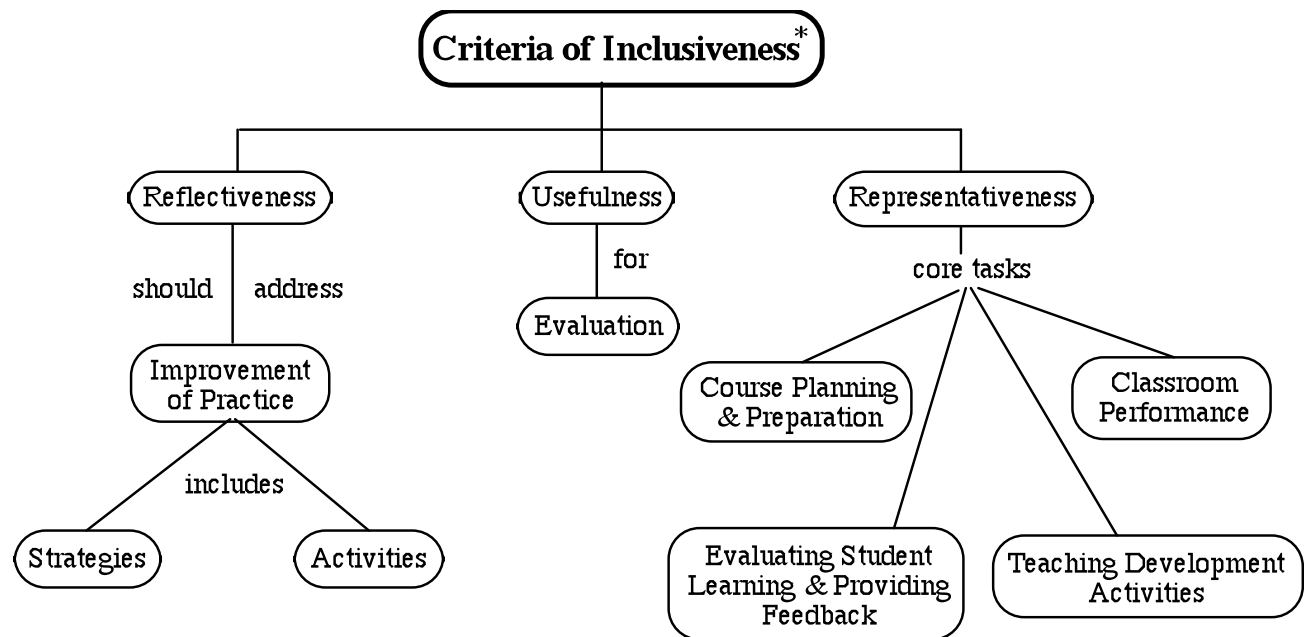 Criteria of Inclusiveness*
Reflectiveness
Usefulness
Representativeness
should address
for
core tasks
Improvement
of Practice
Evaluation
Course Planning
& Preparation
Classroom
Performance
includes
Strategies
Activities
Evaluating Student
Learning & Providing
Feedback
Teaching Development
Activities